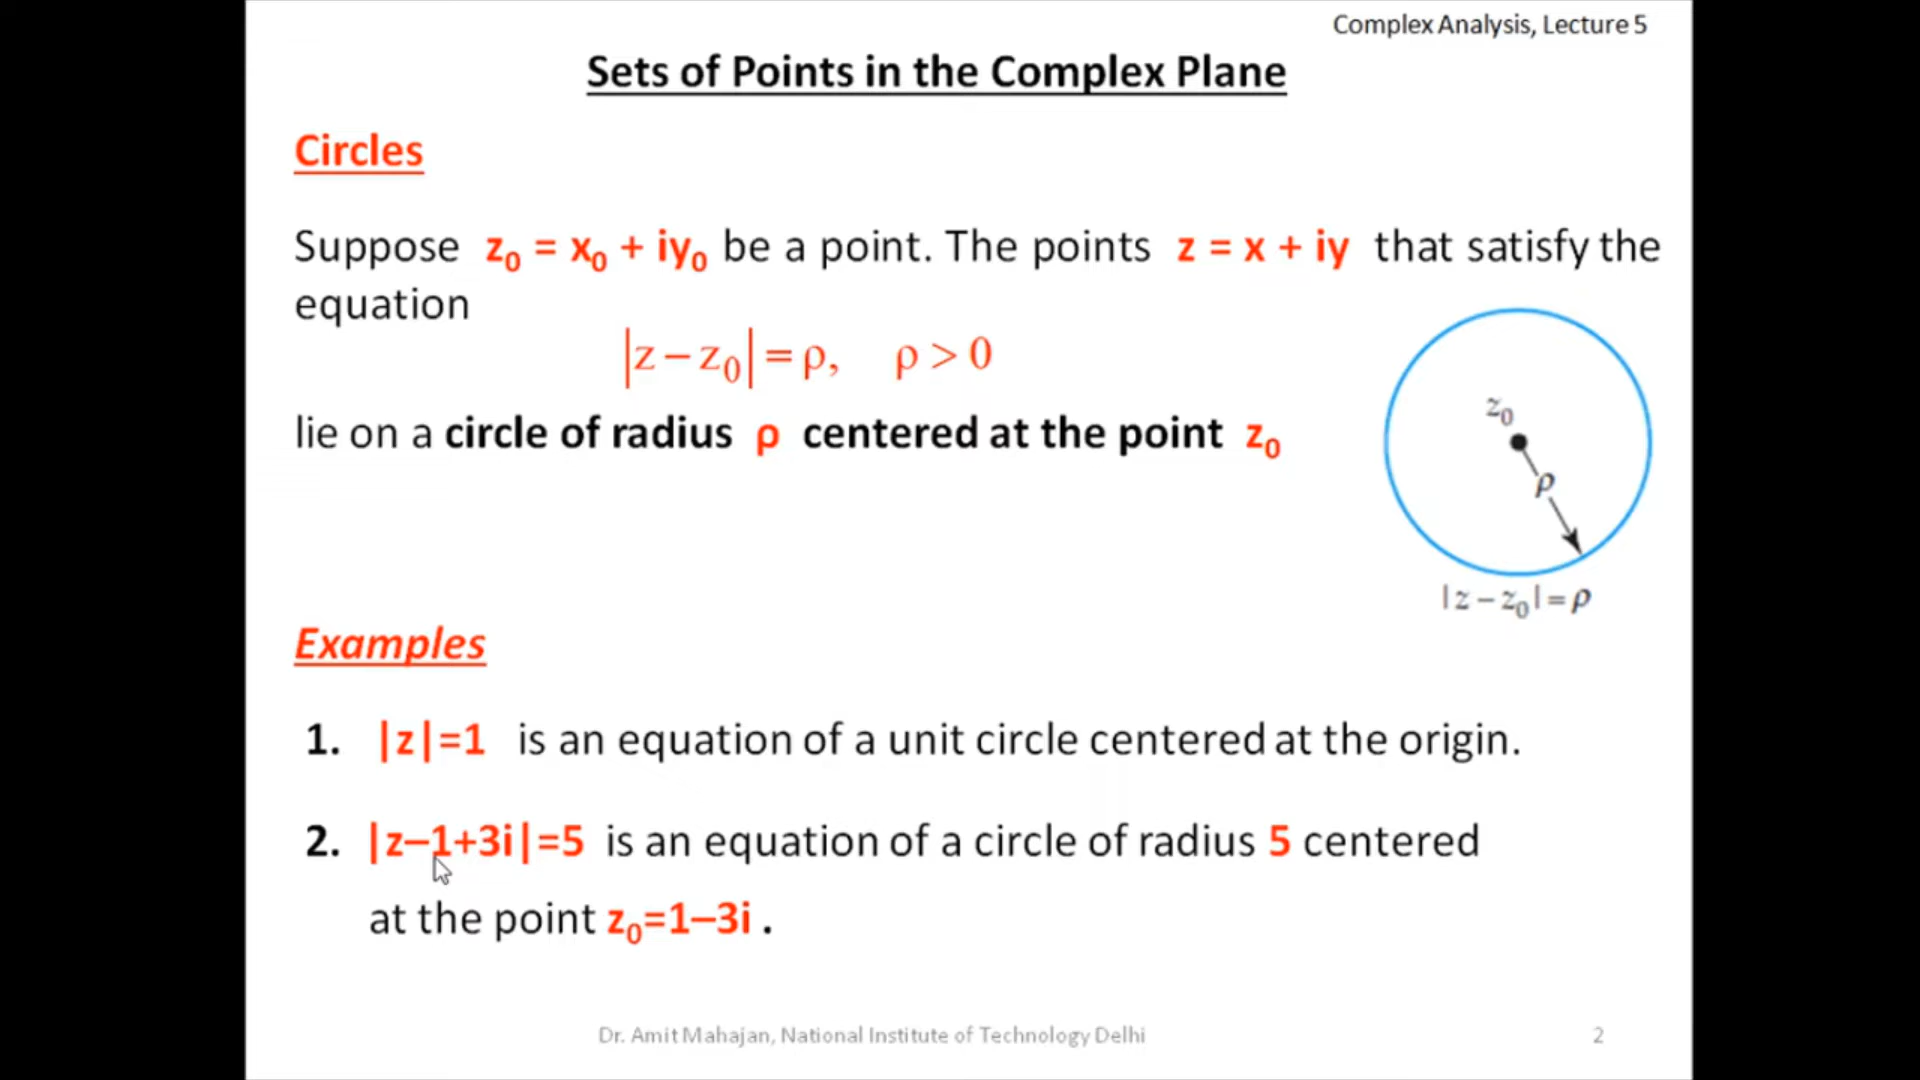 Complex Analysis, Lecture 5
Sets of Points in the Complex Plane
Circles
Suppose z₀ = x₀ + iy₀ be a point. The points z = x + iy that satisfy the
equation
|z − z₀| = ρ, ρ > 0
lie on a circle of radius ρ centered at the point z₀
z₀
ρ
|z − z₀| = ρ
Examples
1. |z|=1 is an equation of a unit circle centered at the origin.
2. |z–1+3i|=5 is an equation of a circle of radius 5 centered
at the point z₀=1–3i .
Dr. Amit Mahajan, National Institute of Technology Delhi
2